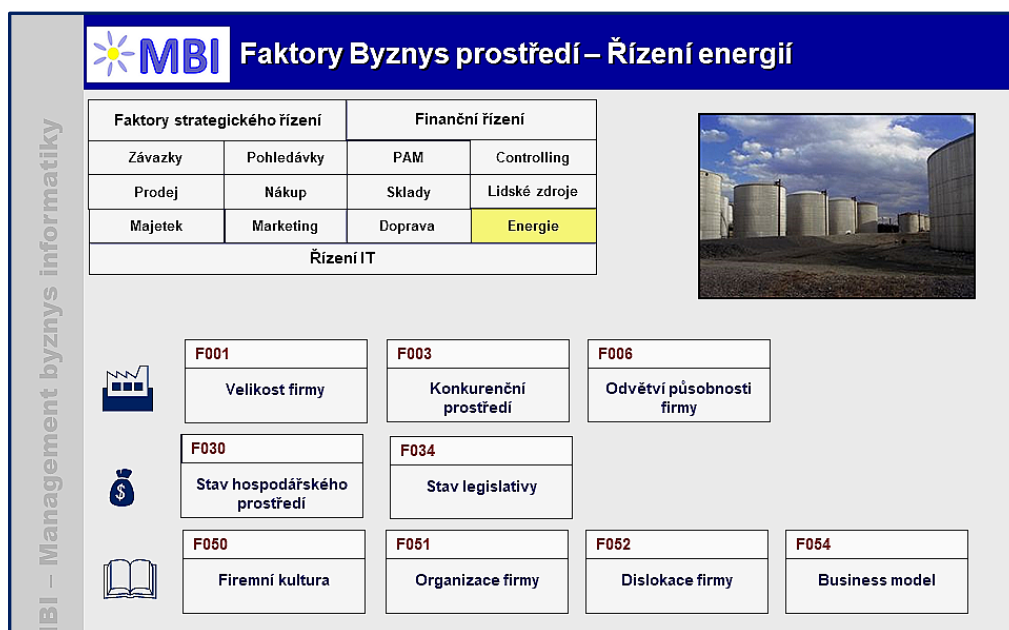 MBI
Faktory Byznys prostředí – Řízení energií
MBI – Management byznys informatiky
Faktory strategického řízení
Finanční řízení
Závazky
Pohledávky
PAM
Controlling
Prodej
Nákup
Sklady
Lidské zdroje
Majetek
Marketing
Doprava
Energie
Řízení IT
F001
Velikost firmy
F003
Konkurenční
prostředí
F006
Odvětví působnosti
firmy
F030
Stav hospodářského
prostředí
F034
Stav legislativy
F050
Firemní kultura
F051
Organizace firmy
F052
Dislokace firmy
F054
Business model